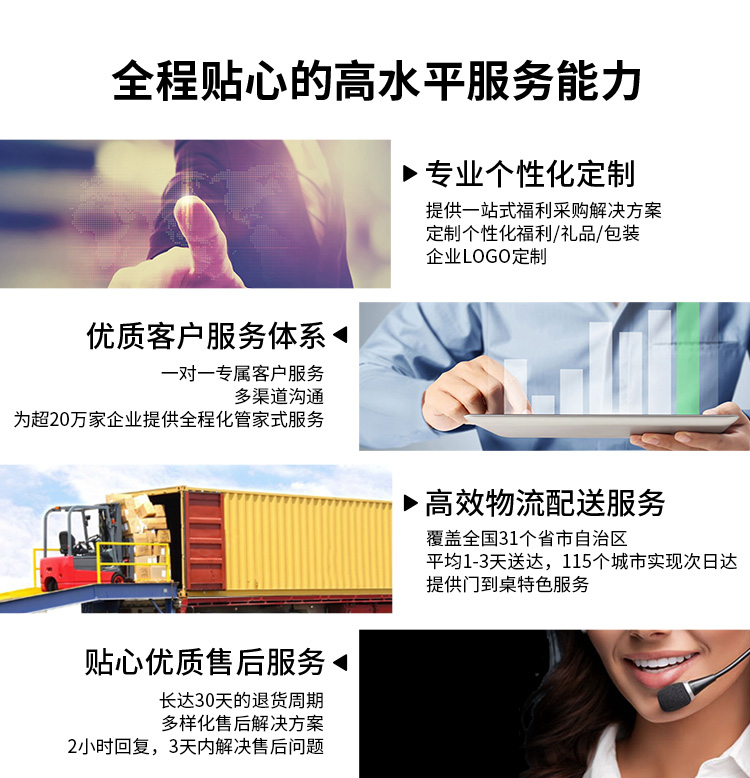 全程贴心的高水平服务能力
专业个性化定制
提供一站式福利采购解决方案
定制个性化福利/礼品/包装
企业LOGO定制
优质客户服务体系
一对一专属客户服务
多渠道沟通
为超20万家企业提供全程化管家式服务
高效物流配送服务
覆盖全国31个省市自治区
平均1-3天送达，115个城市实现次日达
提供门到桌特色服务
贴心优质售后服务
长达30天的退货周期
多样化售后解决方案
2小时回复，3天内解决售后问题